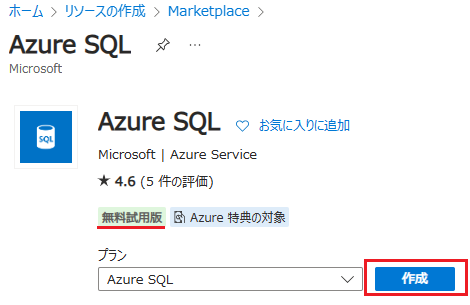 ホーム > リソースの作成 > Marketplace >
Azure SQL
Microsoft
SQL
Azure SQL
お気に入りに追加
Microsoft | Azure Service
★ 4.6 (5 件の評価)
無料試用版 Azure 特典の対象
プラン
Azure SQL 作成